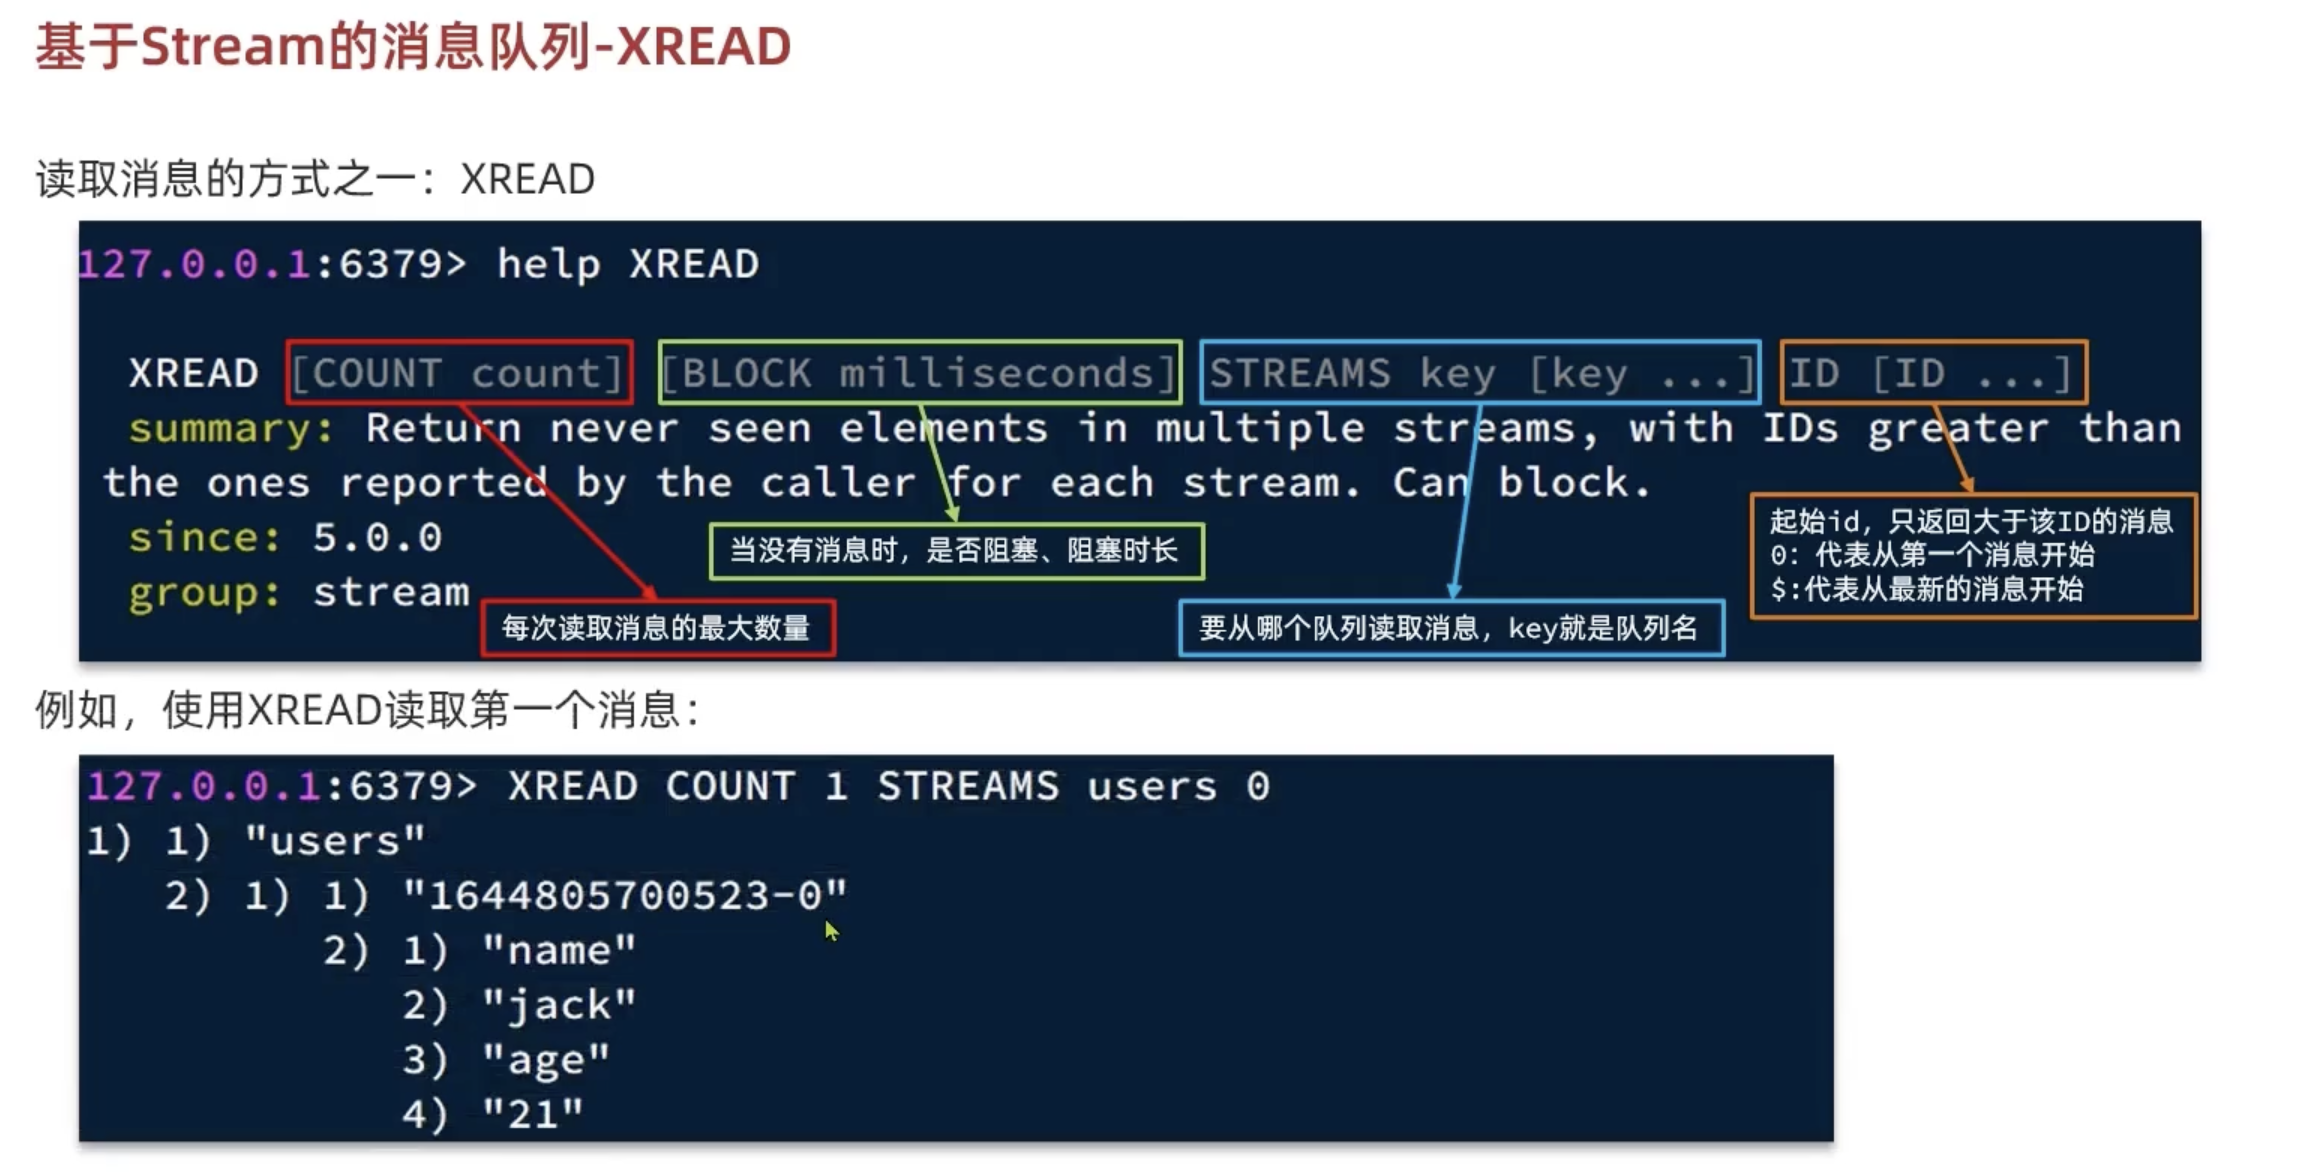 基于Stream的消息队列-XREAD
读取消息的方式之一：XREAD
127.0.0.1:6379> help XREAD
XREAD [COUNT count] [BLOCK milliseconds] STREAMS key [key ...] ID [ID ...]
summary: Return never seen elements in multiple streams, with IDs greater than
the ones reported by the caller for each stream. Can block.
since: 5.0.0
group: stream
当没有消息时，是否阻塞、阻塞时长
起始id，只返回大于该ID的消息
0：代表从第一个消息开始
$:代表从最新的消息开始
每次读取消息的最大数量
要从哪个队列读取消息，key就是队列名
例如，使用XREAD读取第一个消息：
127.0.0.1:6379> XREAD COUNT 1 STREAMS users 0
1) 1) "users"
2) 1) 1) "1644805700523-0"
2) 1) "name"
2) "jack"
3) "age"
4) "21"